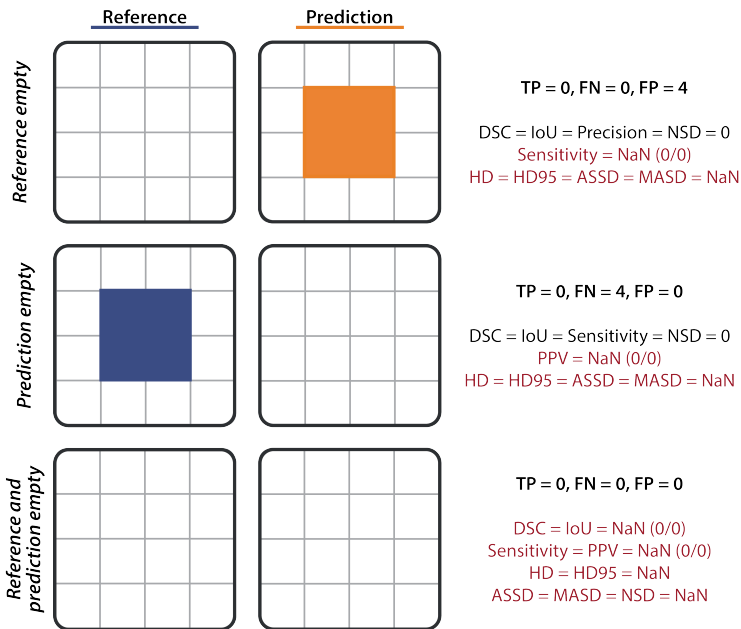 Reference
Prediction
Reference empty
TP = 0, FN = 0, FP = 4
DSC = IoU = Precision = NSD = 0
Sensitivity = NaN (0/0)
HD = HD95 = ASSD = MASD = NaN
Prediction empty
TP = 0, FN = 4, FP = 0
DSC = IoU = Sensitivity = NSD = 0
PPV = NaN (0/0)
HD = HD95 = ASSD = MASD = NaN
Reference and
prediction empty
TP = 0, FN = 0, FP = 0
DSC = IoU = NaN (0/0)
Sensitivity = PPV = NaN (0/0)
HD = HD95 = NaN
ASSD = MASD = NSD = NaN